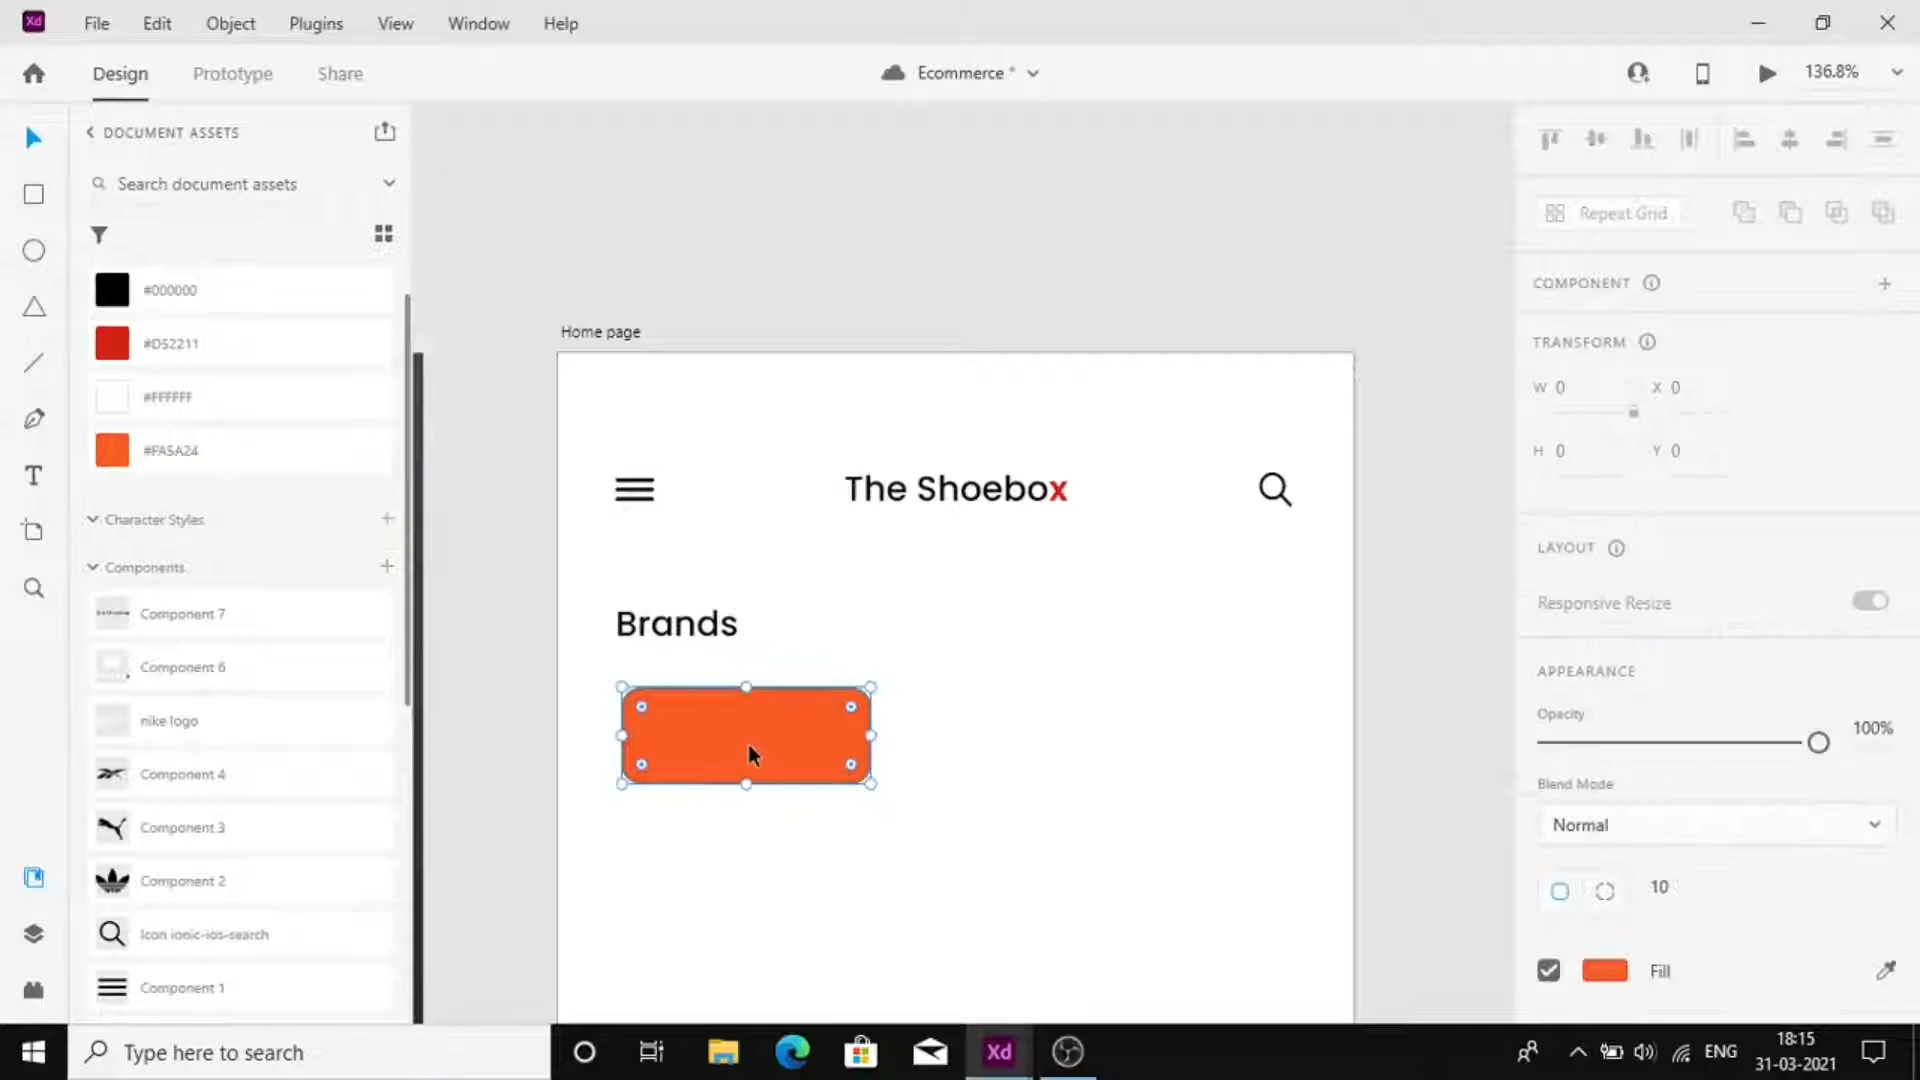 Xd File Edit Object Plugins View Window Help
Design Prototype Share Ecommerce * 136.8%
DOCUMENT ASSETS
Search document assets
#000000
#D52211
#FFFFFF
#FA5A24
Character Styles
Components
Component 7
Component 6
nike logo
Component 4
Component 3
Component 2
Icon ionic-ios-search
Component 1
Home page
The Shoebox
Brands
Repeat Grid
COMPONENT
TRANSFORM
W 0 X 0
H 0 Y 0
LAYOUT
Responsive Resize
APPEARANCE
Opacity
100%
Blend Mode
Normal
10
Fill
Type here to search
Xd
ENG
18:15
31-03-2021